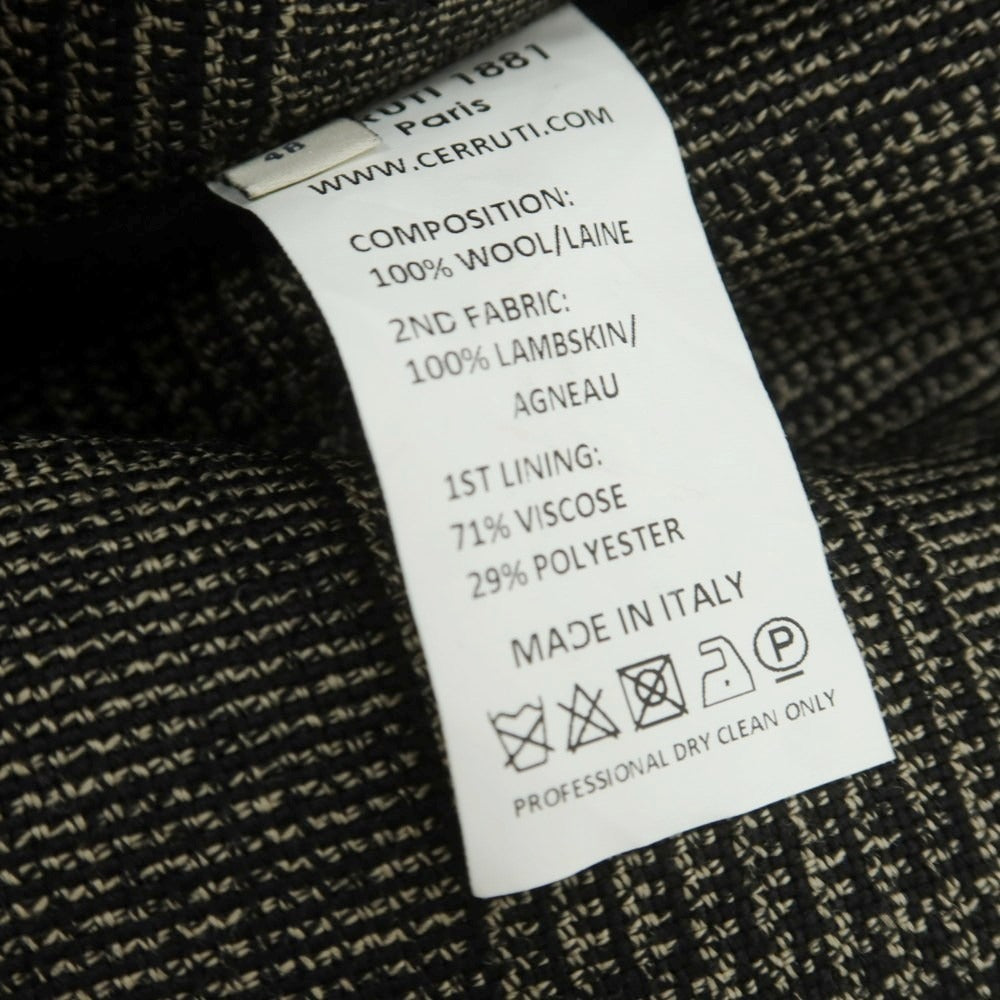 1881
Paris
48
WWW.CERRUTI.COM
COMPOSITION:
100% WOOL/LAINE
2ND FABRIC:
100% LAMBSKIN/
AGNEAU
1ST LINING:
71% VISCOSE
29% POLYESTER
MADE IN ITALY
P
PROFESSIONAL DRY CLEAN ONLY